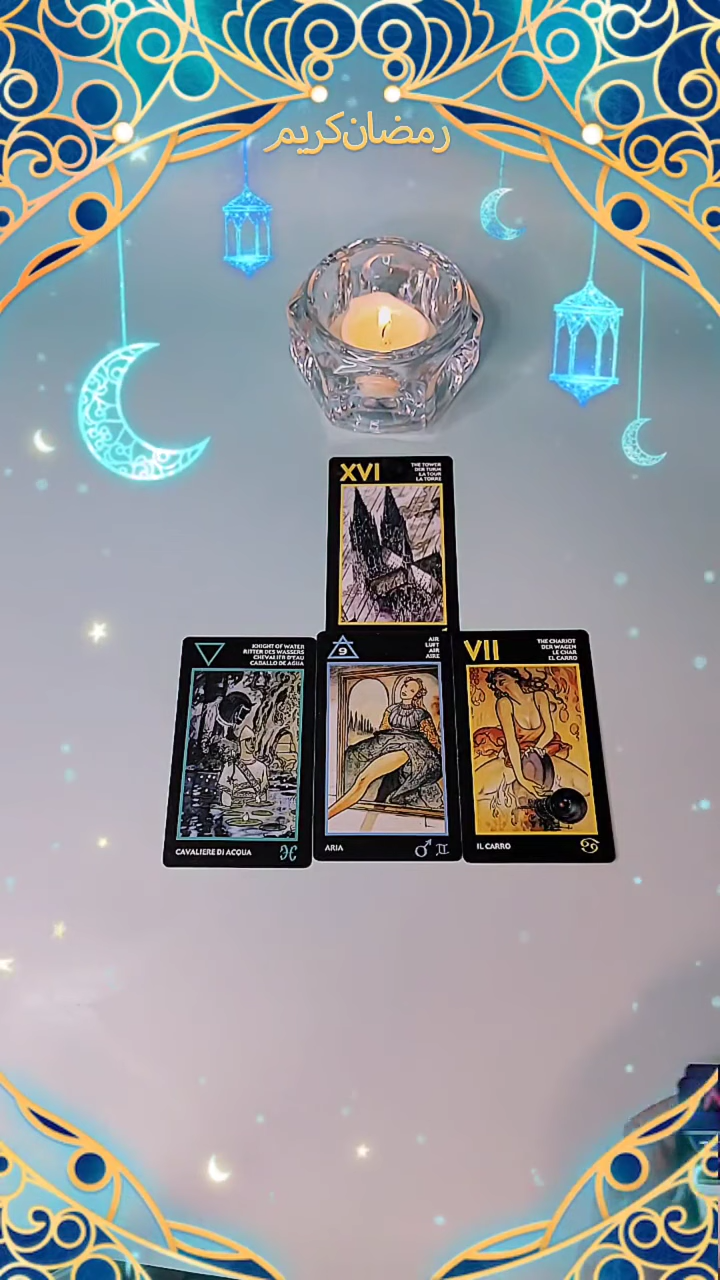 رمضان كريم
XVI
THE TOWER
DER TURM
LA TOUR
LA TORRE
KNIGHT OF WATER
RITTER DES WASSERS
CHEVALIER D'EAU
CABALLO DE AGUA
CAVALIERE DI ACQUA
9
AIR
LUFT
AIR
AIRE
ARIA
VII
THE CHARIOT
DER WAGEN
LE CHAR
EL CARRO
IL CARRO